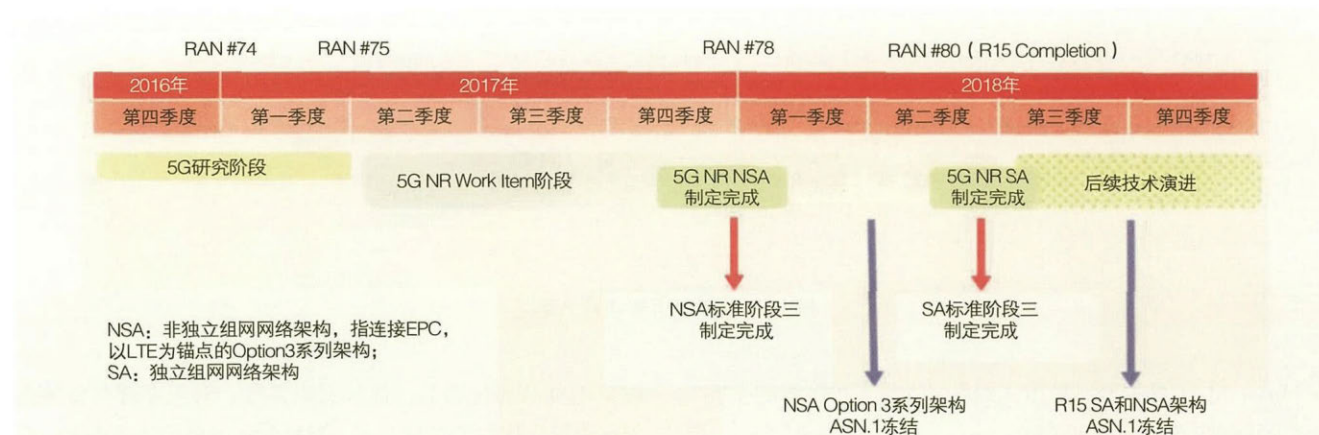 RAN #74 RAN #75 RAN #78 RAN #80（R15 Completion）
2016年 2017年 2018年
第四季度 第一季度 第二季度 第三季度 第四季度 第一季度 第二季度 第三季度 第四季度
5G研究阶段 5G NR Work Item阶段 5G NR NSA 5G NR SA 后续技术演进
制定完成 制定完成
NSA标准阶段三 SA标准阶段三
制定完成 制定完成
NSA：非独立组网网络架构，指连接EPC，
以LTE为锚点的Option3系列架构；
SA：独立组网网络架构
NSA Option 3系列架构 R15 SA和NSA架构
ASN.1冻结 ASN.1冻结